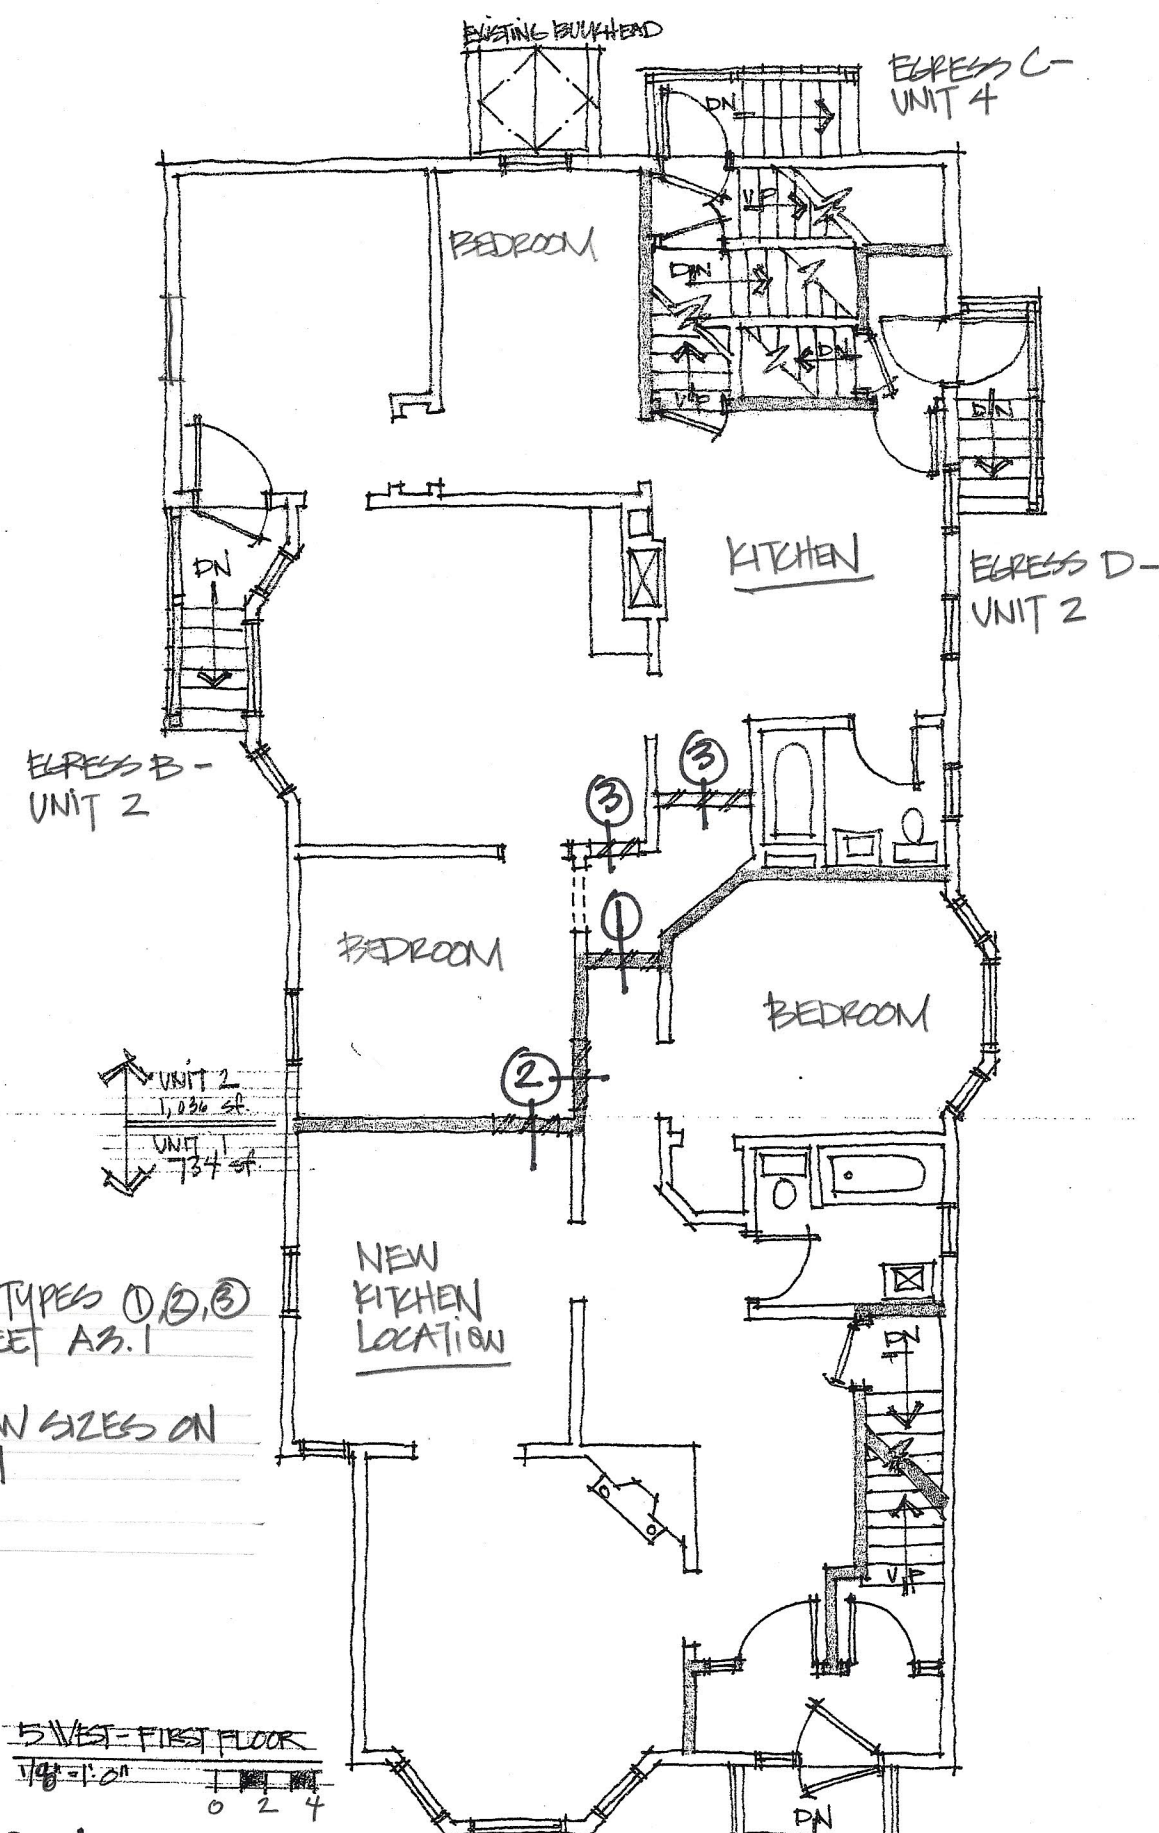 EXISTING BULKHEAD
EGRESS C-
UNIT 4
DN
UP
BEDROOM
DN
DN
UP
DN
KITCHEN
EGRESS D-
UNIT 2
DN
EGRESS B-
UNIT 2
3
3
1
BEDROOM
BEDROOM
2
UNIT 2
1,036 sf.
UNIT 1
734 sf.
NEW
KITCHEN
LOCATION
TYPES 1,2,3
EET A3.1
DN
W SIZES ON
UP
5 WEST-FIRST FLOOR
1/8"=1'0"
0 2 4
DN